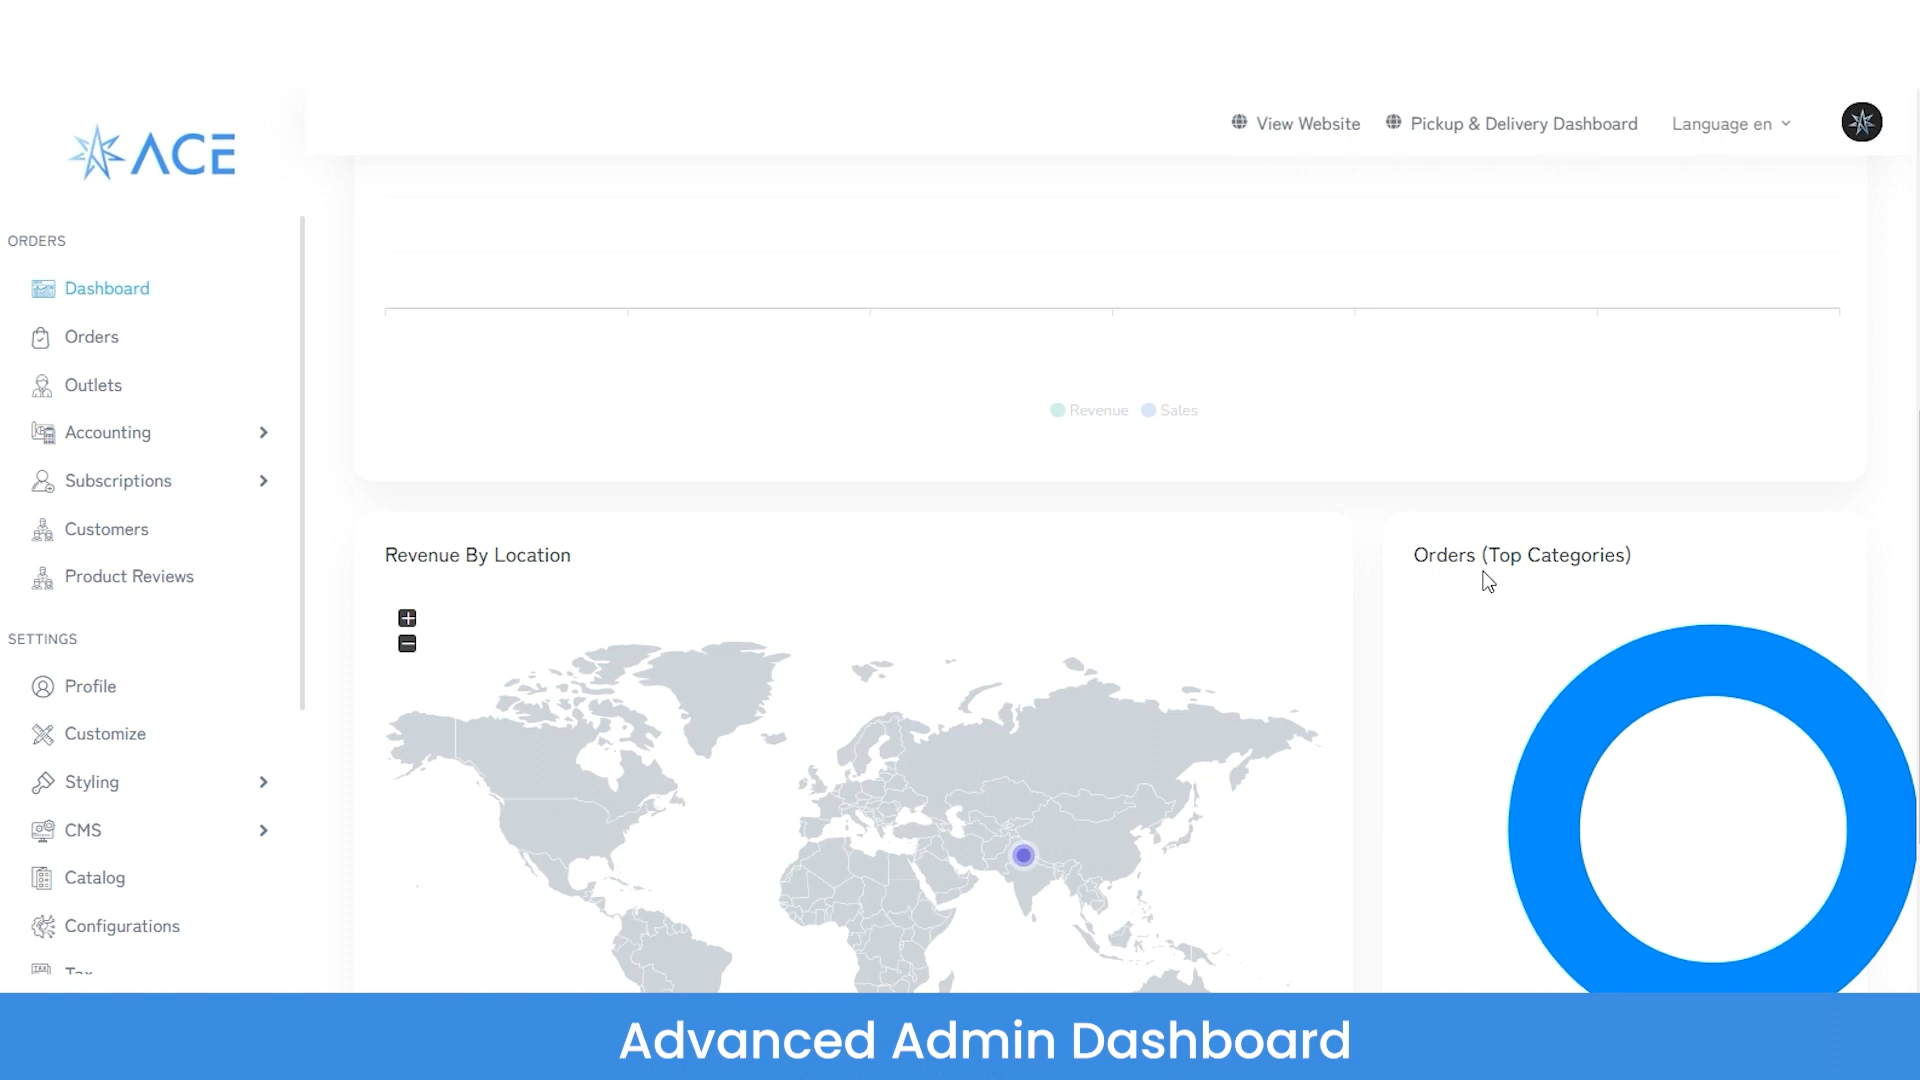 ACE
View Website
Pickup & Delivery Dashboard
Language en
ORDERS
Dashboard
Orders
Outlets
Accounting
Subscriptions
Customers
Product Reviews
SETTINGS
Profile
Customize
Styling
CMS
Catalog
Configurations
Tax
Revenue Sales
Revenue By Location
Orders (Top Categories)
Advanced Admin Dashboard